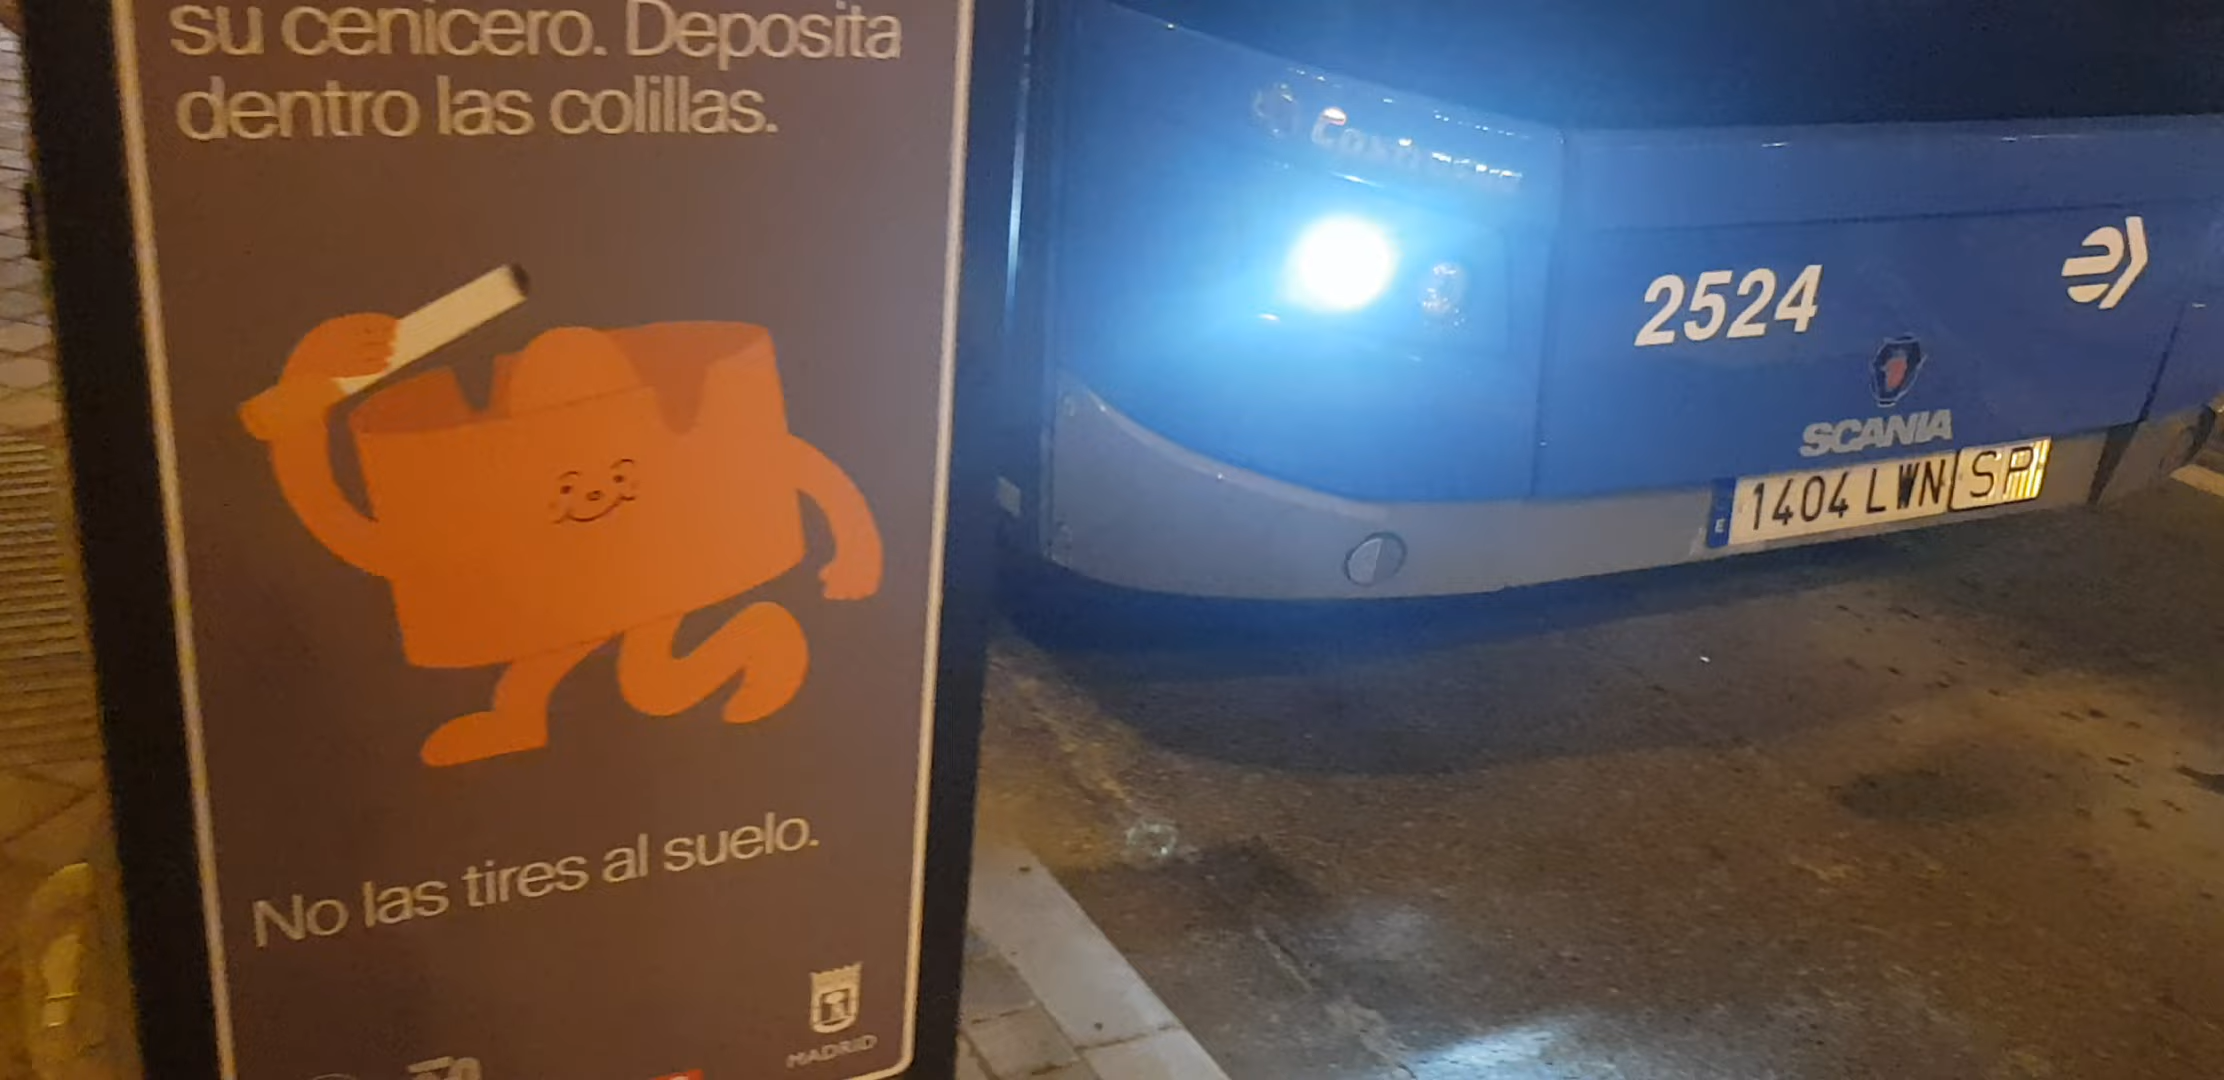 su cenicero. Deposita
dentro las colillas.
No las tires al suelo.
MADRID
2524
SCANIA
E
1404 LWN SP